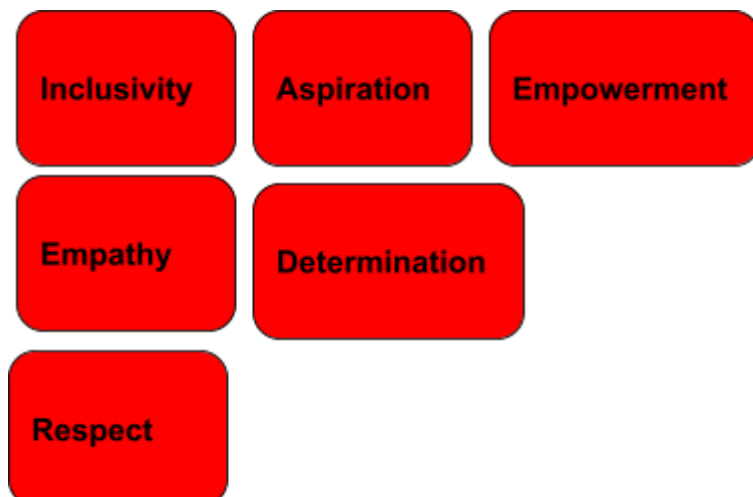 Inclusivity
Aspiration
Empowerment
Empathy
Determination
Respect